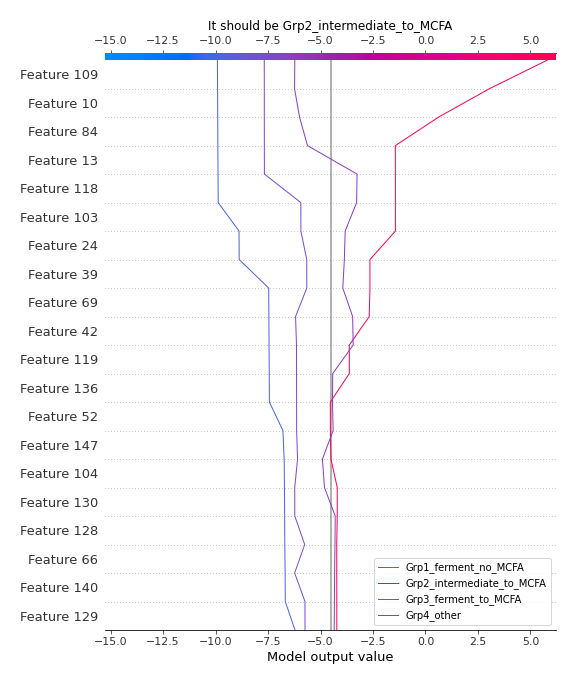 It should be Grp2_intermediate_to_MCFA
−15.0 −12.5 −10.0 −7.5 −5.0 −2.5 0.0 2.5 5.0
Feature 109
Feature 10
Feature 84
Feature 13
Feature 118
Feature 103
Feature 24
Feature 39
Feature 69
Feature 42
Feature 119
Feature 136
Feature 52
Feature 147
Feature 104
Feature 130
Feature 128
Feature 66
Feature 140
Feature 129
Grp1_ferment_no_MCFA
Grp2_intermediate_to_MCFA
Grp3_ferment_to_MCFA
Grp4_other
−15.0 −12.5 −10.0 −7.5 −5.0 −2.5 0.0 2.5 5.0
Model output value